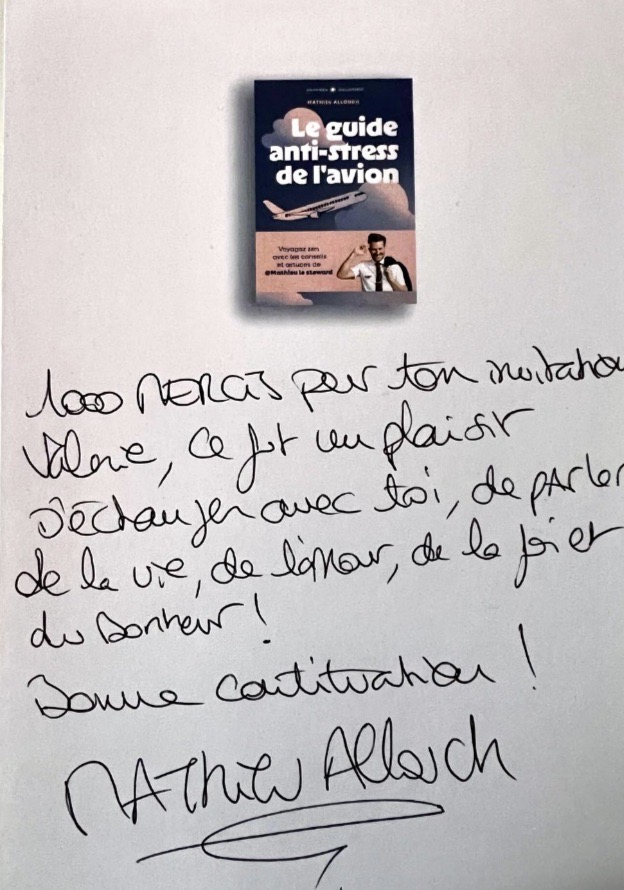 MATHIEU ALLOUCH
Le guide
anti-stress
de l'avion
Voyagez zen
avec les conseils
et astuces de
@Mathieu le steward
1000 MERCIS pour ton invitation
Valérie, ce fut un plaisir
D'échanger avec toi, de parler
de la vie, de l'amour, de la joie et
du Bonheur !
Bonne continuation !
MATHIEU Allouch